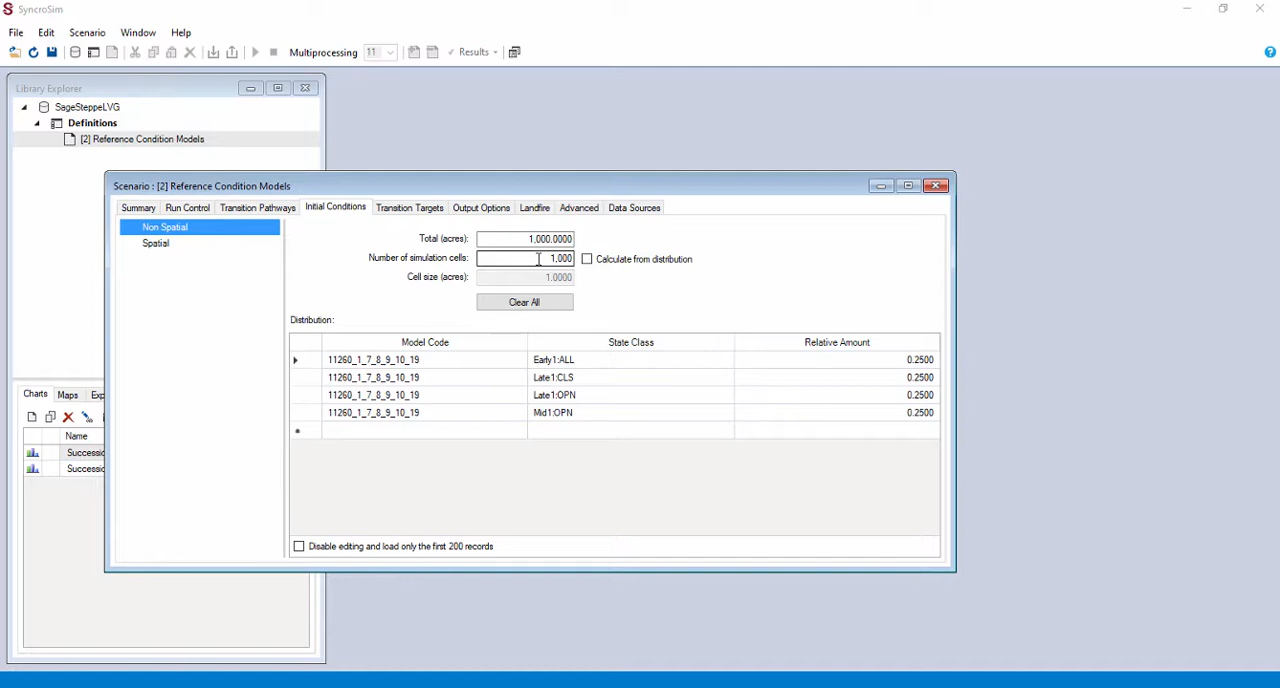 SyncroSim
File Edit Scenario Window Help
Multiprocessing 11 Results
Library Explorer
SageSteppeLVG
Definitions
[2] Reference Condition Models
Scenario : [2] Reference Condition Models
Summary Run Control Transition Pathways Initial Conditions Transition Targets Output Options Landfire Advanced Data Sources
Non Spatial
Spatial
Total (acres): 1,000.0000
Number of simulation cells: 1,000 Calculate from distribution
Cell size (acres): 1.0000
Clear All
Distribution:
Model Code State Class Relative Amount
11260_1_7_8_9_10_19 Early1:ALL 0.2500
11260_1_7_8_9_10_19 Late1:CLS 0.2500
11260_1_7_8_9_10_19 Late1:OPN 0.2500
11260_1_7_8_9_10_19 Mid1:OPN 0.2500
Disable editing and load only the first 200 records
Charts Maps Exp
Name
Successio
Successio